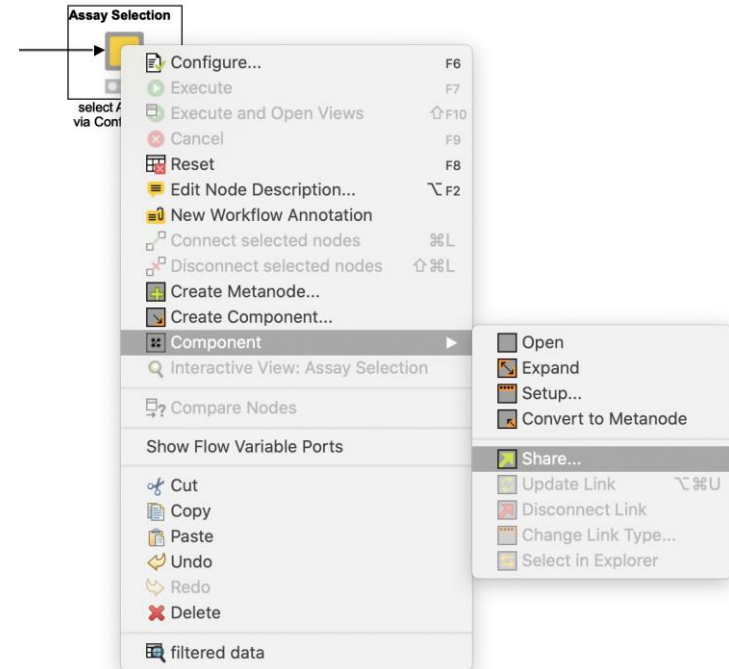 Assay Selection
Configure... F6
Execute F7
select
via Conf
Execute and Open Views ⇧F10
Cancel F9
Reset F8
Edit Node Description... ⌥F2
New Workflow Annotation
Connect selected nodes ⌘L
Disconnect selected nodes ⇧⌘L
Create Metanode...
Create Component...
Component ▶
Interactive View: Assay Selection
Compare Nodes
Show Flow Variable Ports
Cut
Copy
Paste
Undo
Redo
Delete
filtered data
Open
Expand
Setup...
Convert to Metanode
Share...
Update Link ⌥⌘U
Disconnect Link
Change Link Type...
Select in Explorer